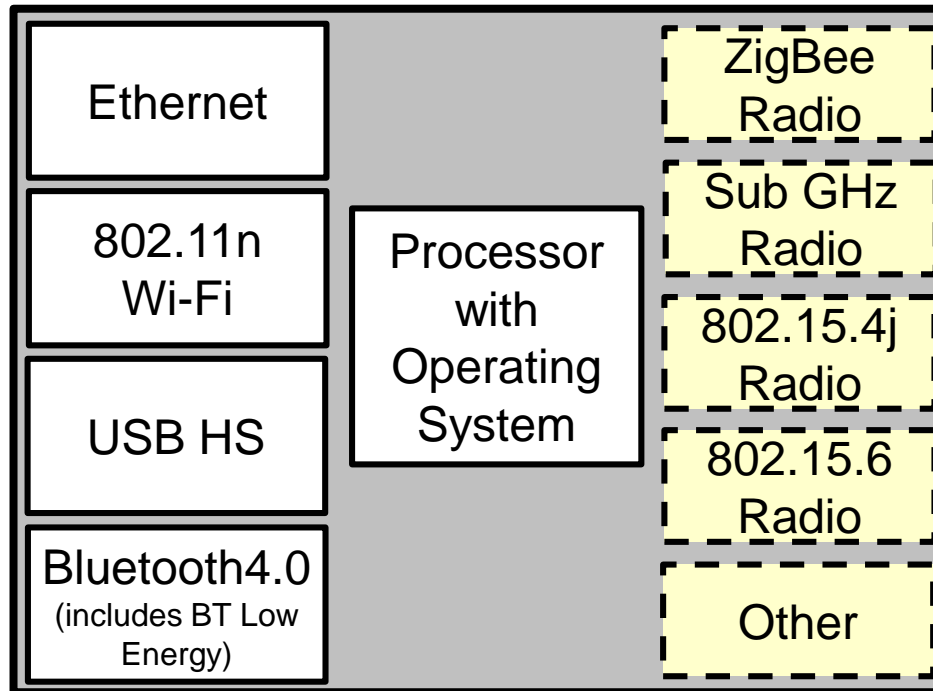 Ethernet
802.11n
Wi-Fi
USB HS
Bluetooth4.0
(includes BT Low
Energy)
Processor
with
Operating
System
ZigBee
Radio
Sub GHz
Radio
802.15.4j
Radio
802.15.6
Radio
Other